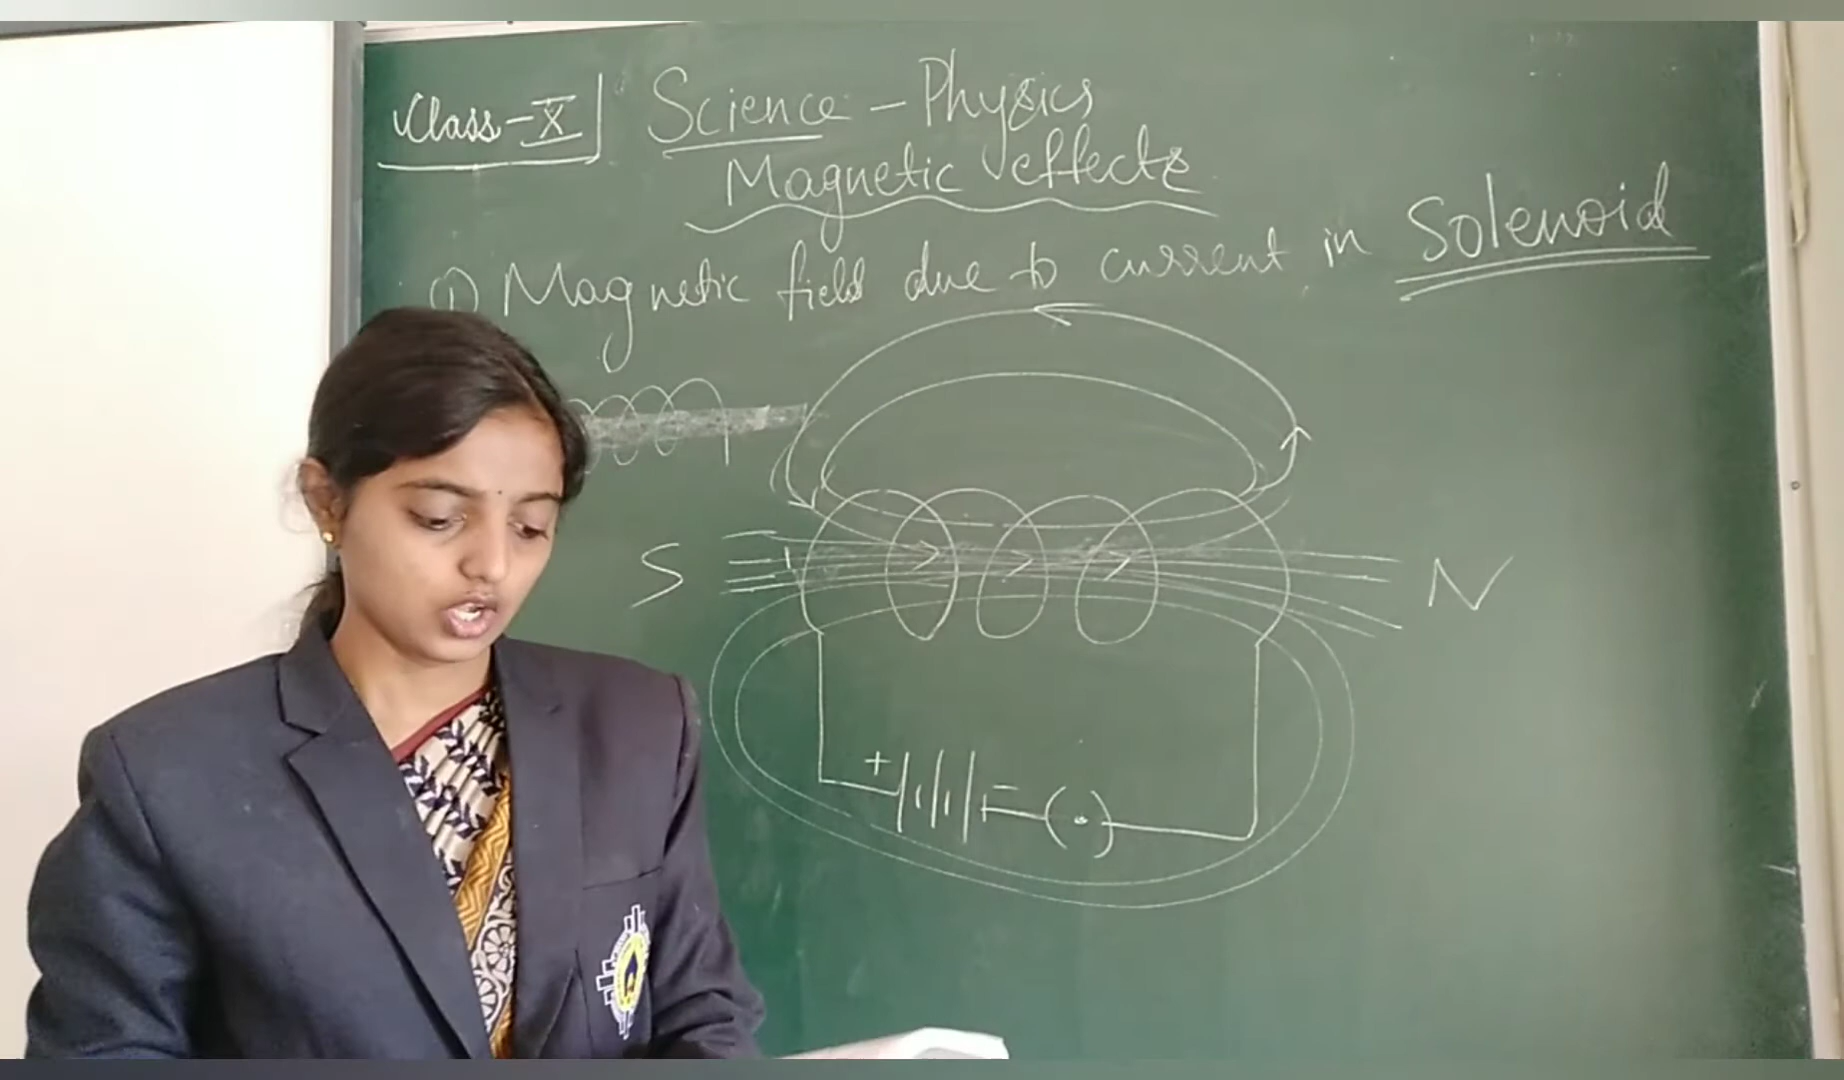 Class-X
Science - Physics
Magnetic effects
① Magnetic field due to current in Solenoid
S
N
+
-